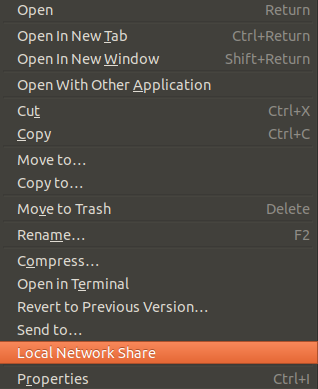 Open Return
Open In New Tab Ctrl+Return
Open In New Window Shift+Return
Open With Other Application
Cut Ctrl+X
Copy Ctrl+C
Move to…
Copy to…
Move to Trash Delete
Rename… F2
Compress…
Open in Terminal
Revert to Previous Version…
Send to…
Local Network Share
Properties Ctrl+I